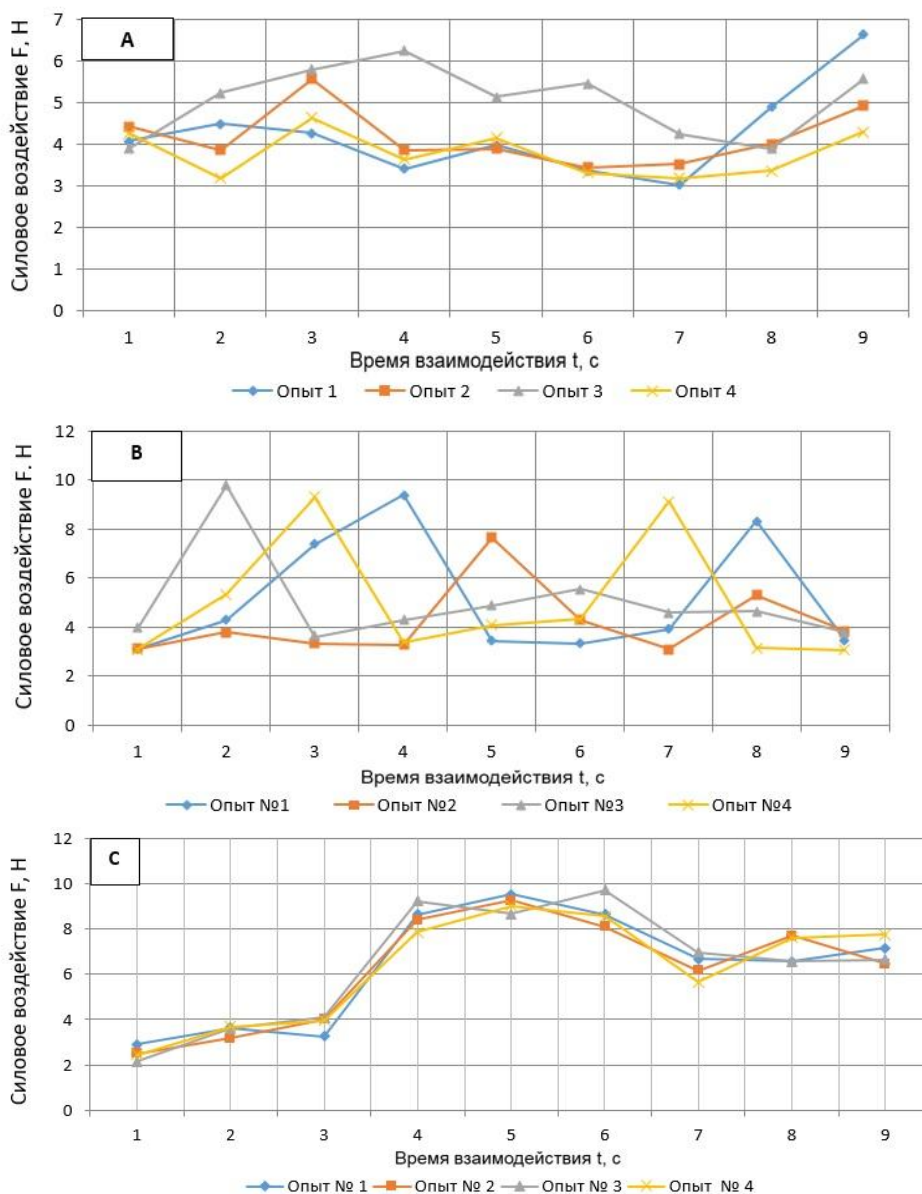 A
Силовое воздействие F, Н
7
6
5
4
3
2
1
0
1 2 3 4 5 6 7 8 9
Время взаимодействия t, с
Опыт 1 Опыт 2 Опыт 3 Опыт 4
B
Силовое воздействие F. Н
12
10
8
6
4
2
0
1 2 3 4 5 6 7 8 9
Время взаимодействия t, с
Опыт №1 Опыт №2 Опыт №3 Опыт №4
C
Силовое воздействие F, Н
12
10
8
6
4
2
0
1 2 3 4 5 6 7 8 9
Время взаимодействия t, с
Опыт № 1 Опыт № 2 Опыт № 3 Опыт № 4